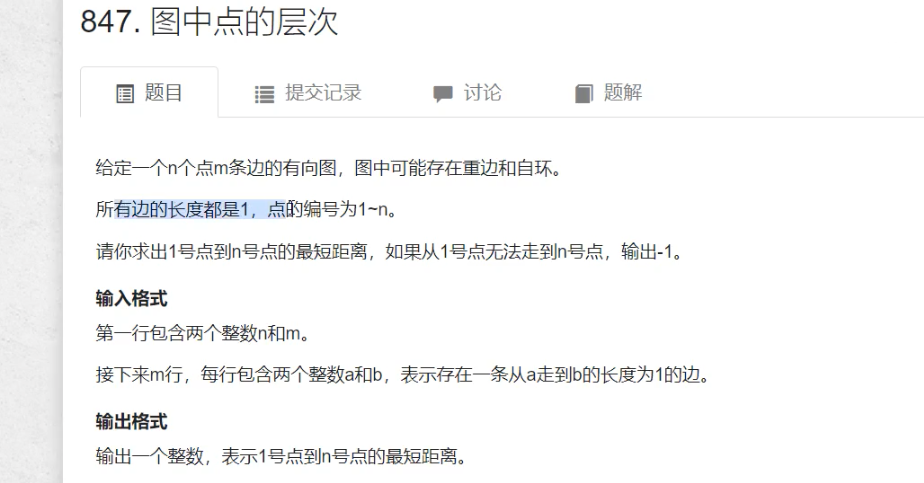 847. 图中点的层次
题目 提交记录 讨论 题解
给定一个n个点m条边的有向图，图中可能存在重边和自环。
所有边的长度都是1，点的编号为1~n。
请你求出1号点到n号点的最短距离，如果从1号点无法走到n号点，输出-1。
输入格式
第一行包含两个整数n和m。
接下来m行，每行包含两个整数a和b，表示存在一条从a走到b的长度为1的边。
输出格式
输出一个整数，表示1号点到n号点的最短距离。